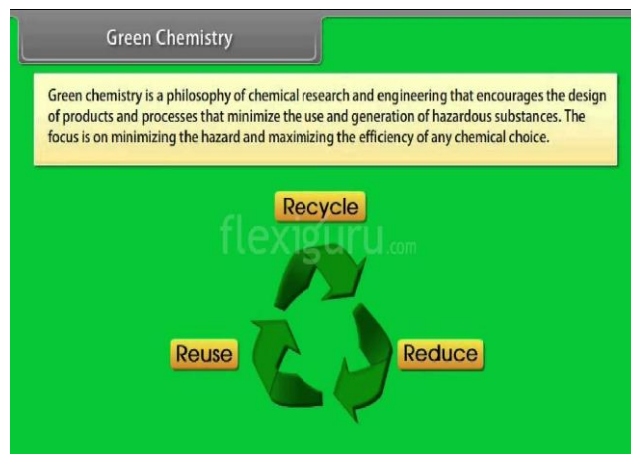 Green Chemistry
Green chemistry is a philosophy of chemical research and engineering that encourages the design
of products and processes that minimize the use and generation of hazardous substances. The
focus is on minimizing the hazard and maximizing the efficiency of any chemical choice.
Recycle
flexiguru.com
Reuse
Reduce